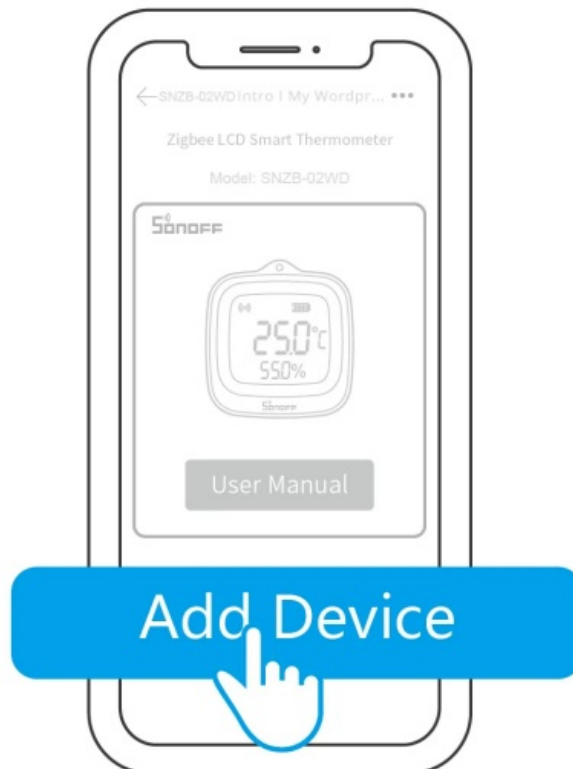 ←SNZB-02WDIntro I My Wordpr... •••
Zigbee LCD Smart Thermometer
Model: SNZB-02WD
SONOFF
25.0°C
55.0%
SONOFF
User Manual
Add Device